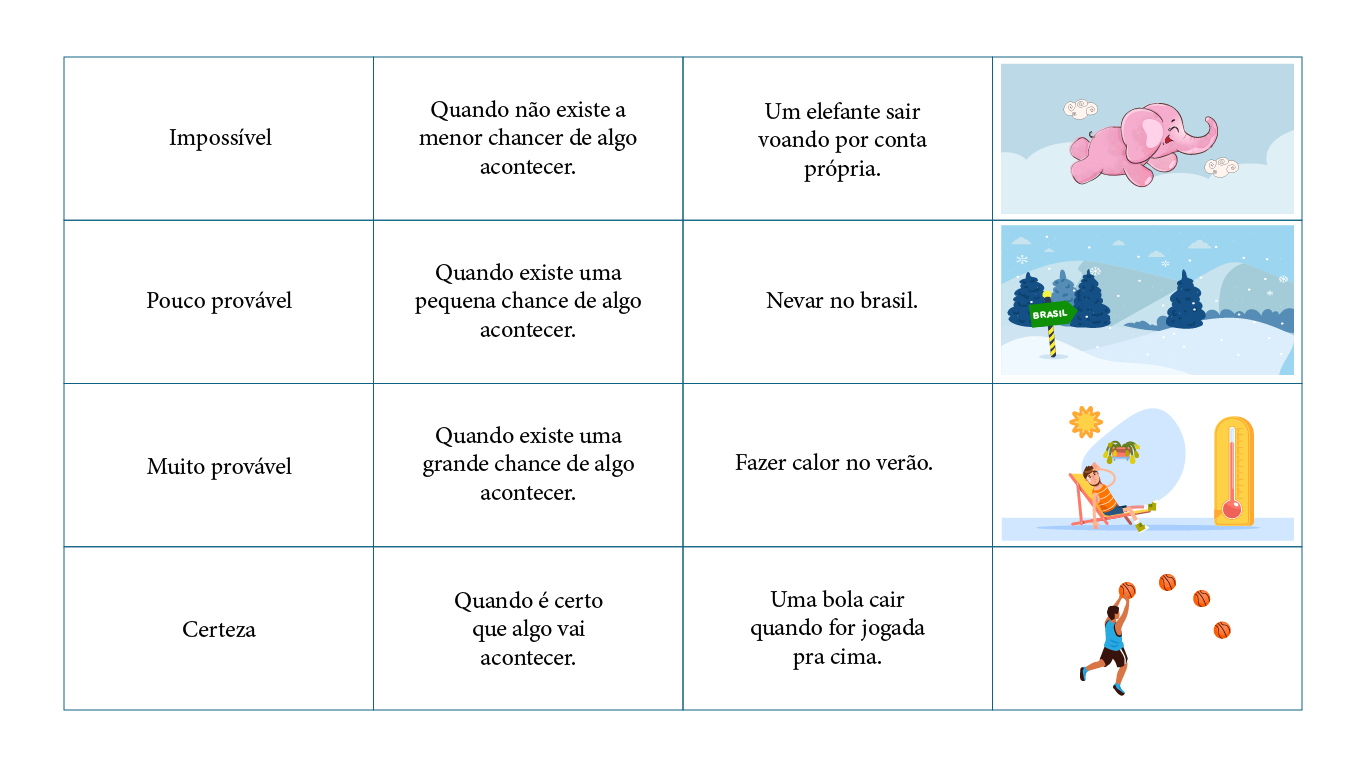 Impossível
Quando não existe a
menor chancer de algo
acontecer.
Um elefante sair
voando por conta
própria.
Pouco provável
Quando existe uma
pequena chance de algo
acontecer.
Nevar no brasil.
BRASIL
Muito provável
Quando existe uma
grande chance de algo
acontecer.
Fazer calor no verão.
Certeza
Quando é certo
que algo vai
acontecer.
Uma bola cair
quando for jogada
pra cima.